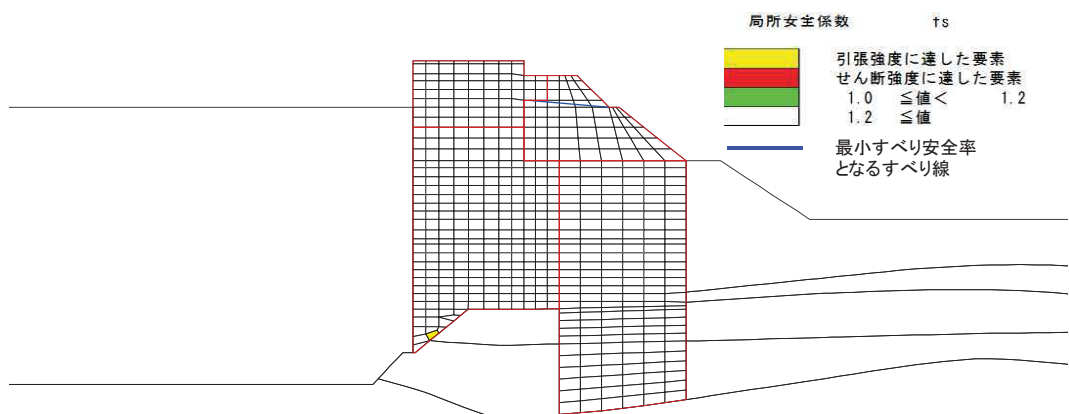 局所安全係数 fs
引張強度に達した要素
せん断強度に達した要素
1.0 ≦値< 1.2
1.2 ≦値
最小すべり安全率
となるすべり線